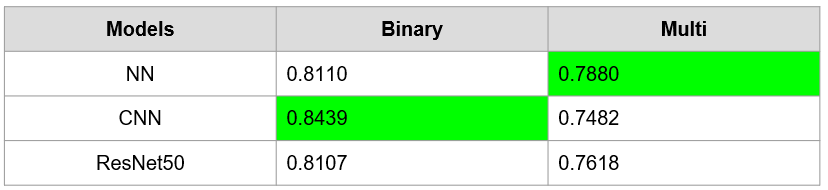 Models Binary Multi
NN 0.8110 0.7880
CNN 0.8439 0.7482
ResNet50 0.8107 0.7618